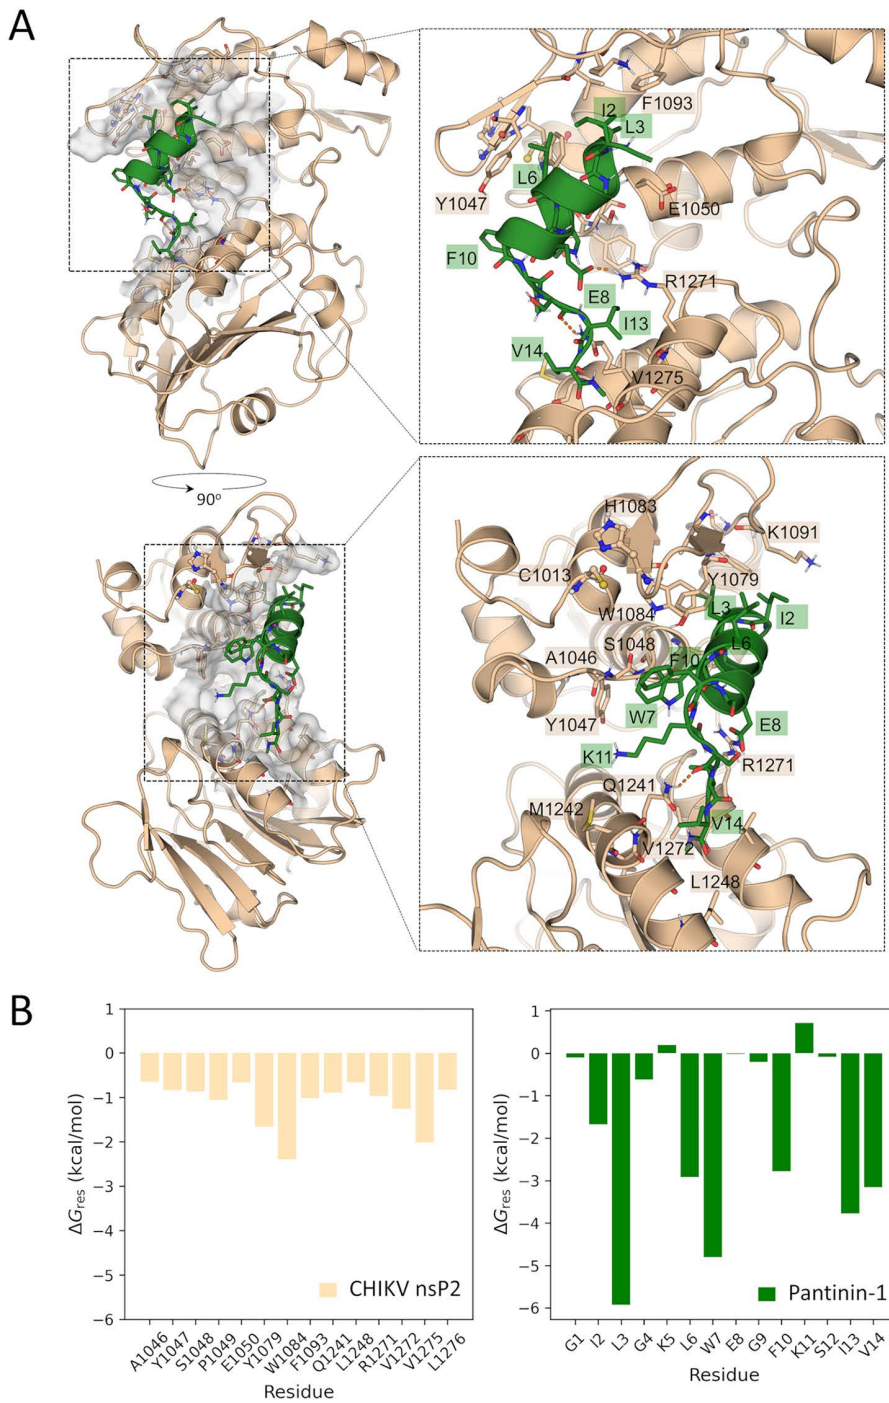 A
F1093
I2
L3
L6
Y1047
E1050
F10
R1271
E8
I13
V14
V1275
90o
H1083
K1091
C1013
Y1079
W1084
L3
I2
S1048
L6
A1046
F10
W7
Y1047
E8
K11
R1271
Q1241
M1242
V14
V1272
L1248
B
1
0
−1
−2
−3
−4
−5
−6
ΔGres (kcal/mol)
CHIKV nsP2
A1046
Y1047
S1048
P1049
E1050
Y1079
W1084
F1093
Q1241
L1248
R1271
V1272
V1275
L1276
Residue
1
0
−1
−2
−3
−4
−5
−6
ΔGres (kcal/mol)
Pantinin-1
G1
I2
L3
G4
K5
L6
W7
E8
G9
F10
K11
S12
I13
V14
Residue